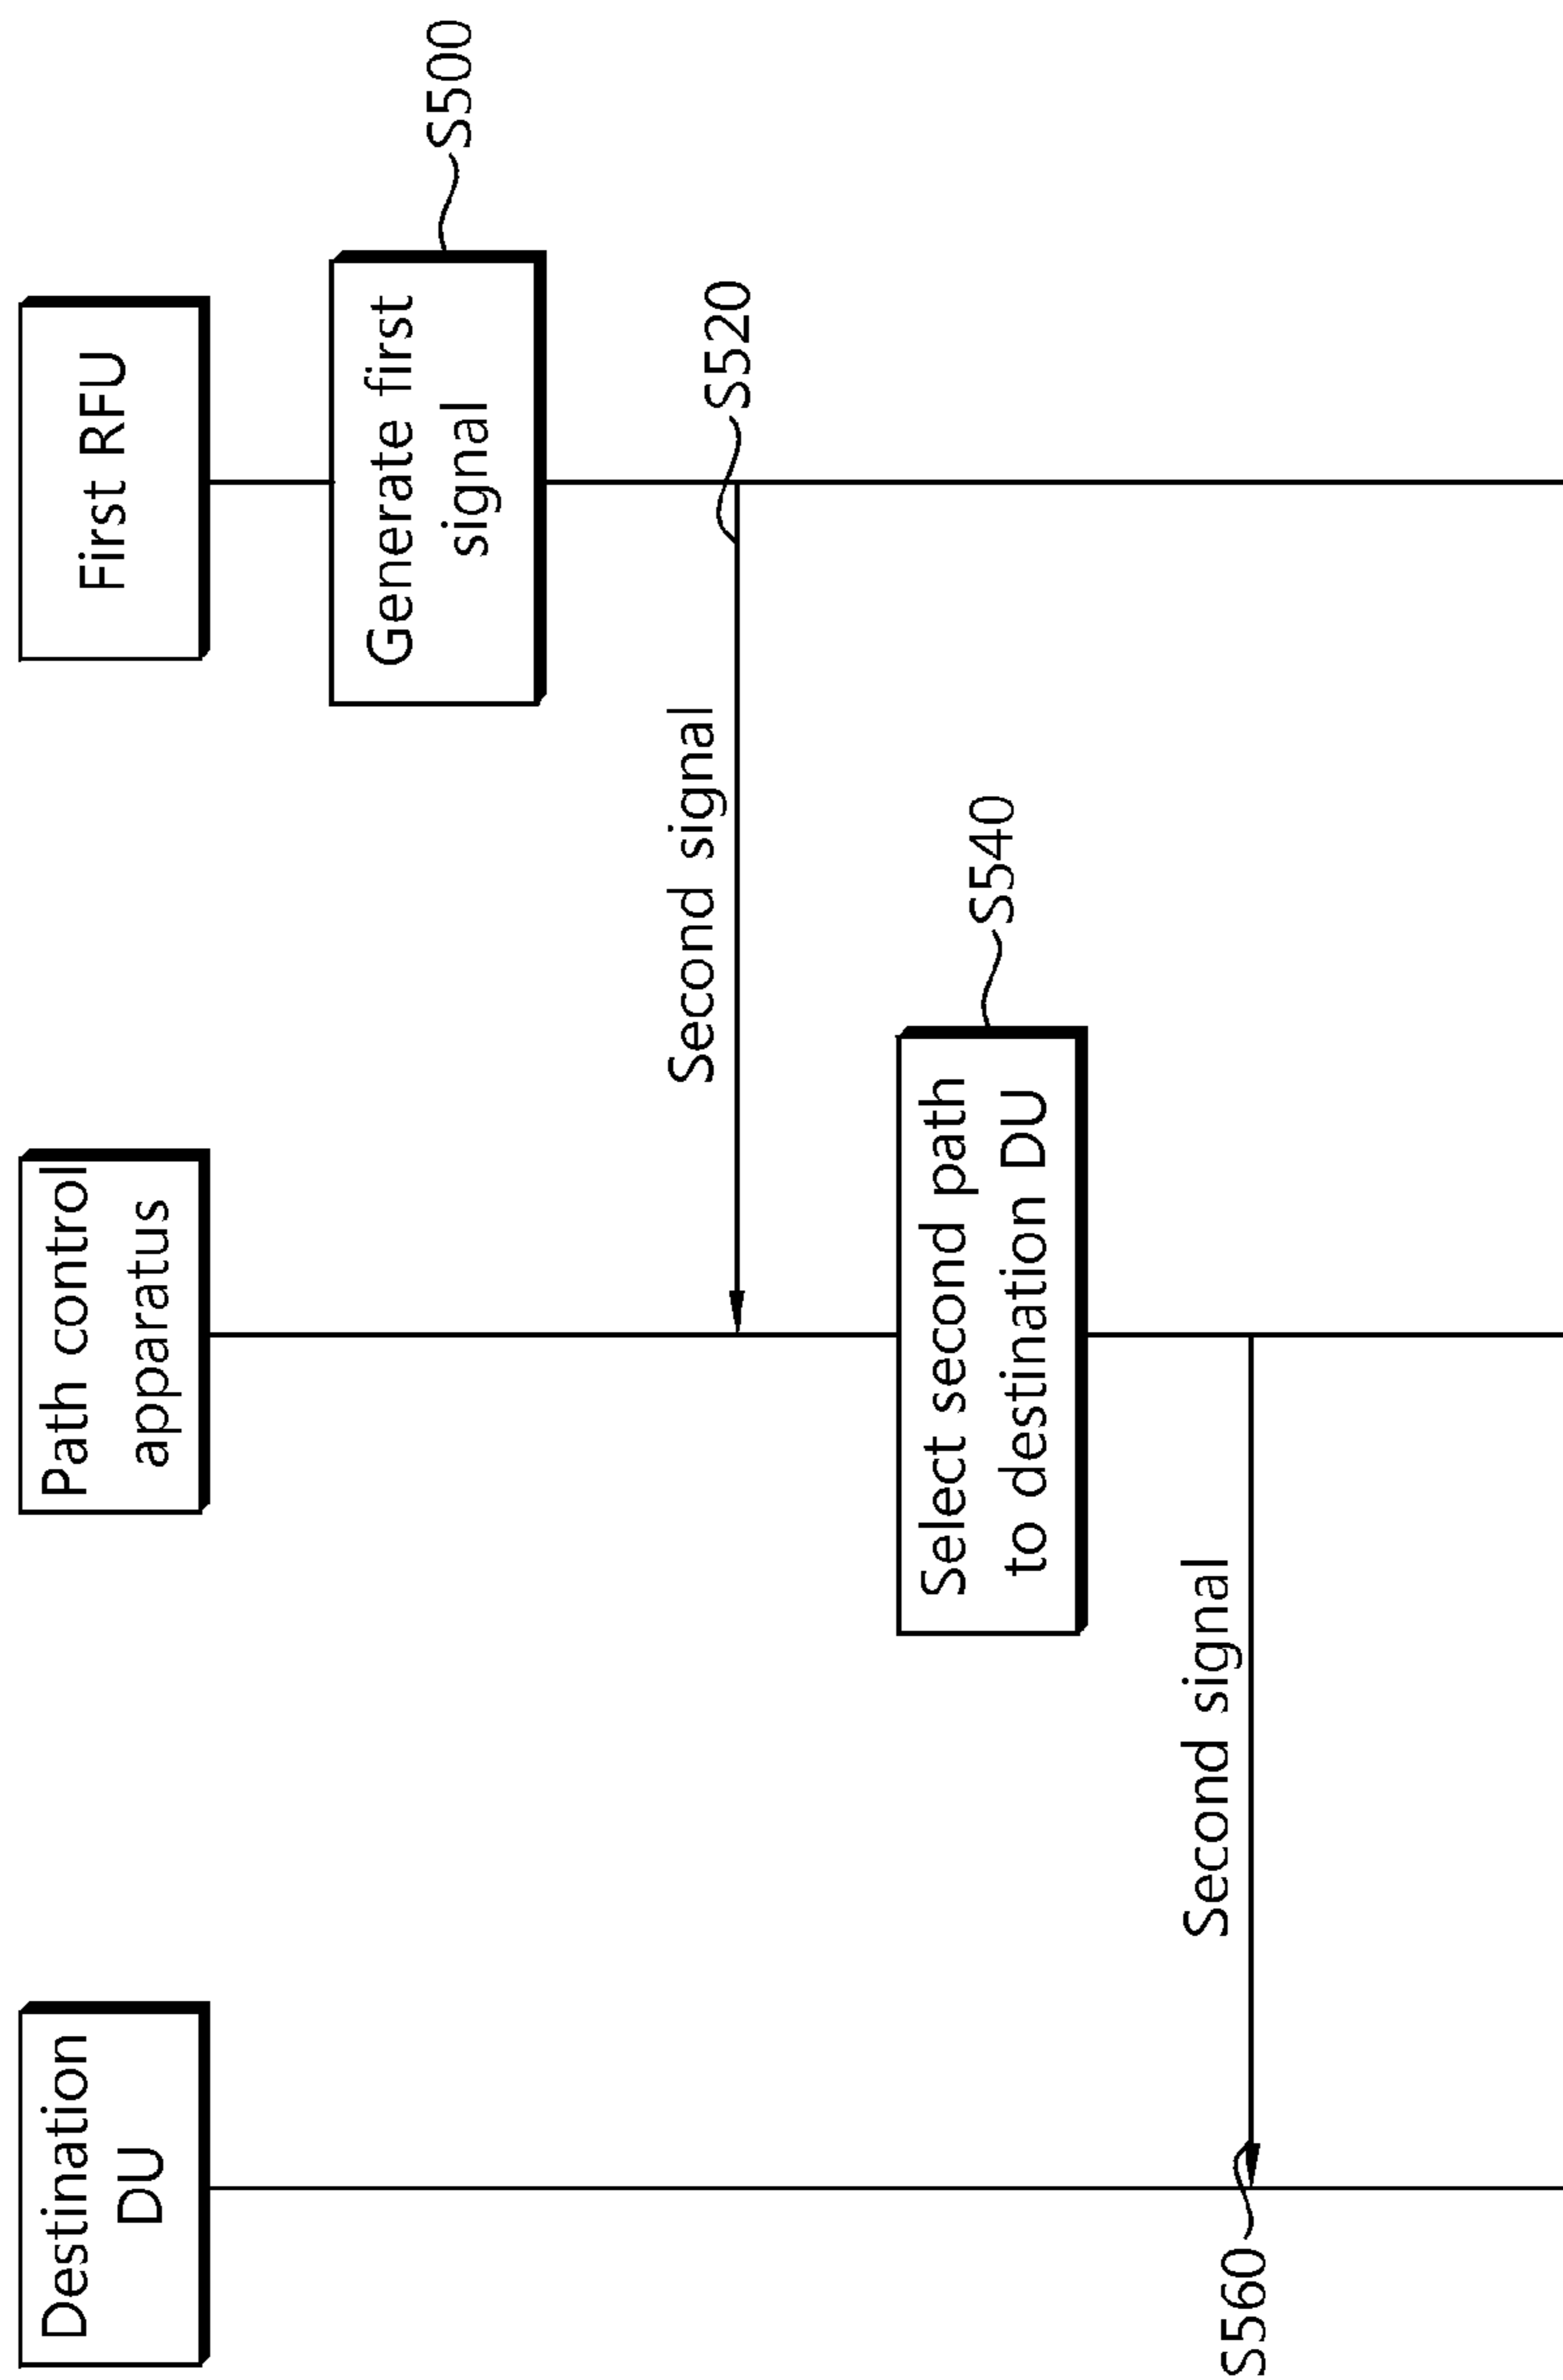 Destination
DU
Path control
apparatus
First RFU
Generate first
signal
S500
Second signal
S520
Select second path
to destination DU
S540
Second signal
S560